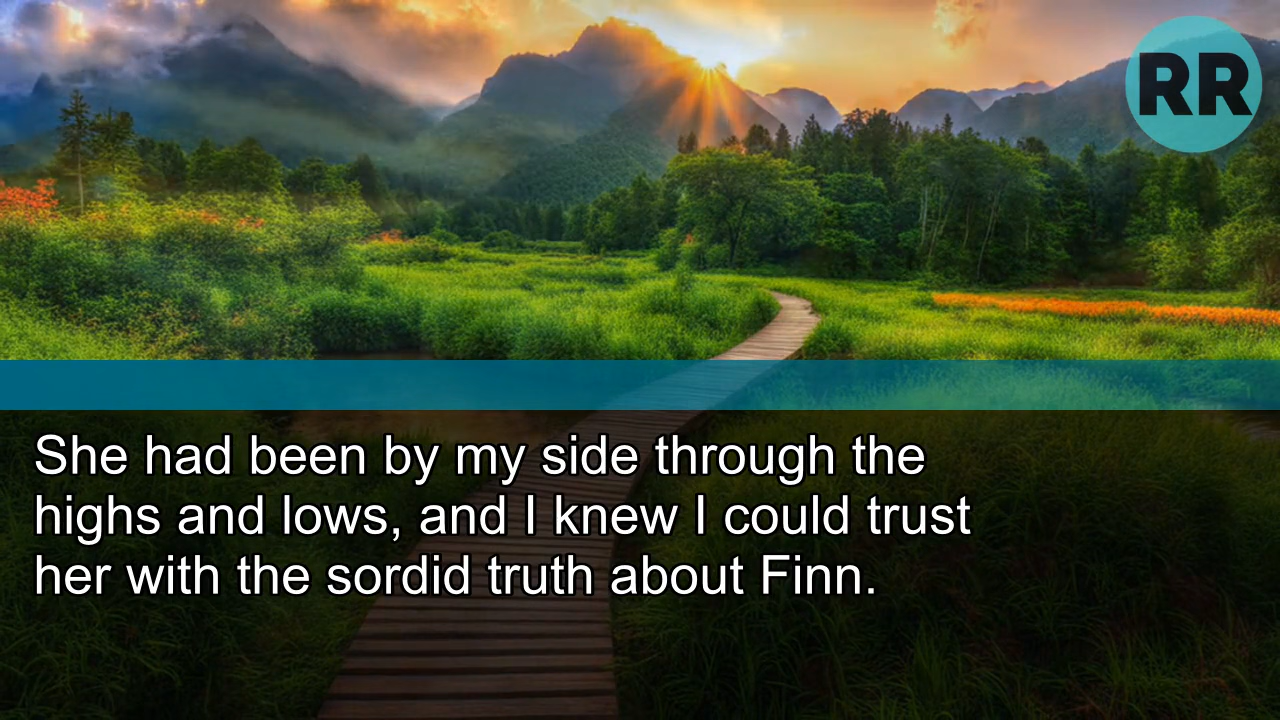 RR
She had been by my side through the
highs and lows, and I knew I could trust
her with the sordid truth about Finn.